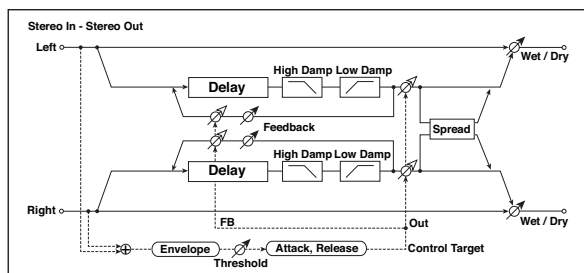 Stereo In - Stereo Out
Left
Wet / Dry
High Damp Low Damp
Delay
Feedback
Spread
High Damp Low Damp
Delay
Right
FB
Out
Wet / Dry
Envelope
Threshold
Attack, Release
Control Target